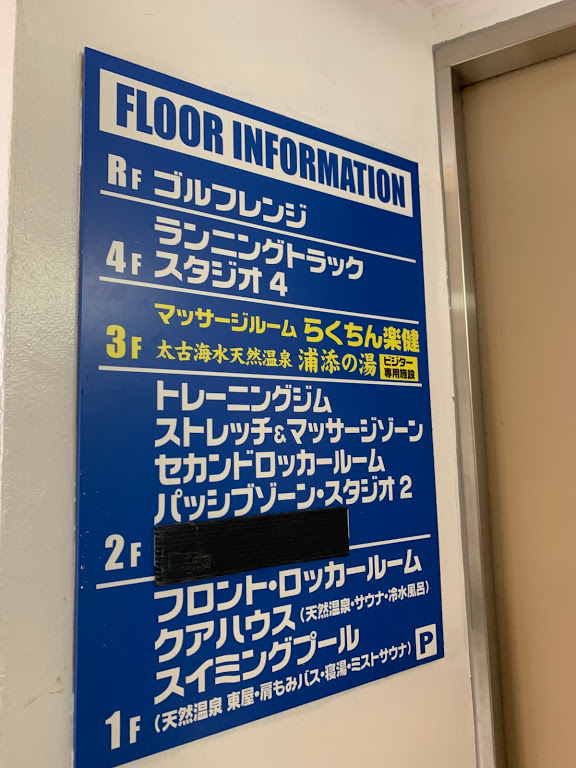 FLOOR INFORMATION
RF ゴルフレンジ
ランニングトラック
4F スタジオ4
マッサージルーム らくちん楽健
3F 太古海水天然温泉 浦添の湯 ビジター専用施設
トレーニングジム
ストレッチ&マッサージゾーン
セカンドロッカールーム
パッシブゾーン・スタジオ2
2F
フロント・ロッカールーム
クアハウス(天然温泉・サウナ・冷水風呂)
スイミングプール P
1F (天然温泉 東屋・肩もみバス・寝湯・ミストサウナ)